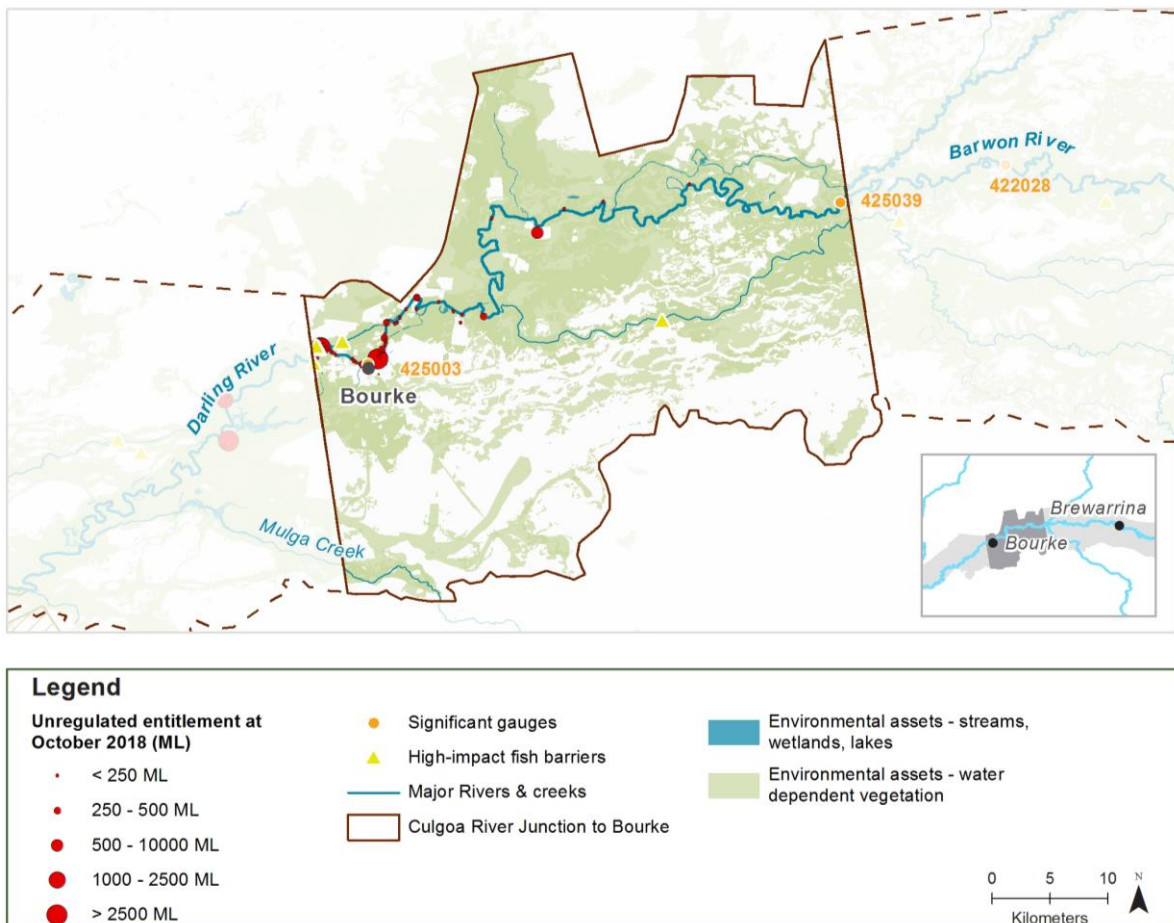 Barwon River
422028
425039
425003
Bourke
Darling River
Mulga Creek
Brewarrina
Bourke
Legend
Unregulated entitlement at
October 2018 (ML)
< 250 ML
250 - 500 ML
500 - 10000 ML
1000 - 2500 ML
> 2500 ML
Significant gauges
High-impact fish barriers
Major Rivers & creeks
Culgoa River Junction to Bourke
Environmental assets - streams,
wetlands, lakes
Environmental assets - water
dependent vegetation
0 5 10
N
Kilometers